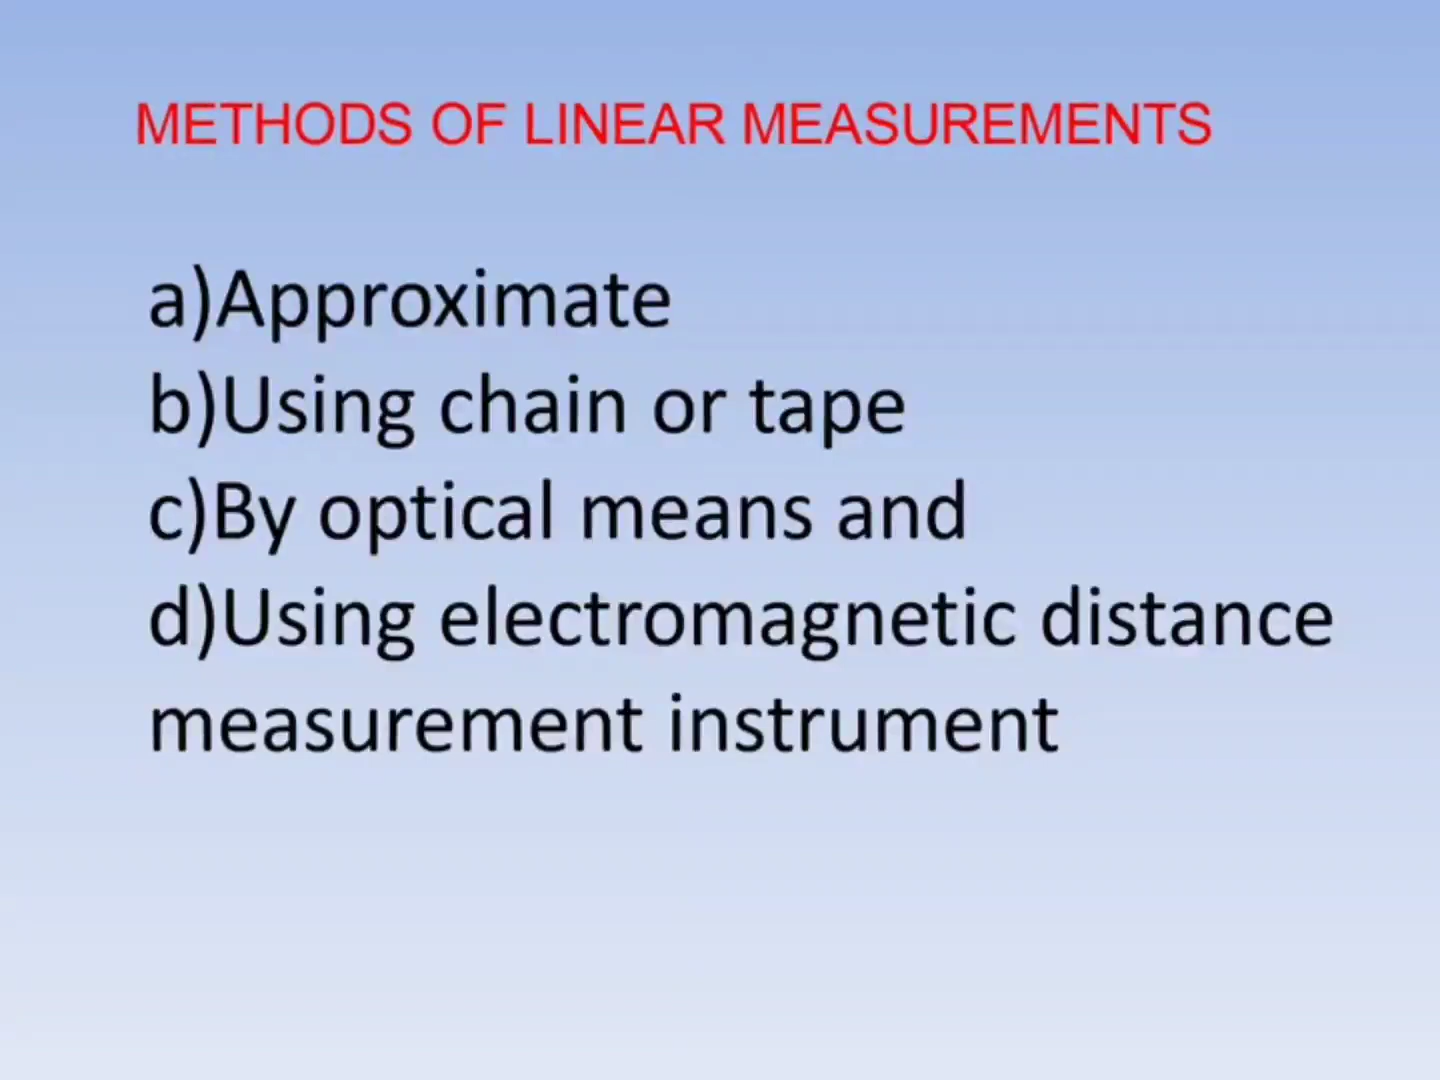 METHODS OF LINEAR MEASUREMENTS
a)Approximate
b)Using chain or tape
c)By optical means and
d)Using electromagnetic distance
measurement instrument